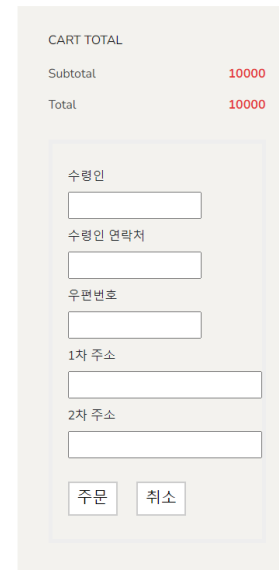 CART TOTAL
Subtotal 10000
Total 10000
수령인
수령인 연락처
우편번호
1차 주소
2차 주소
주문 취소